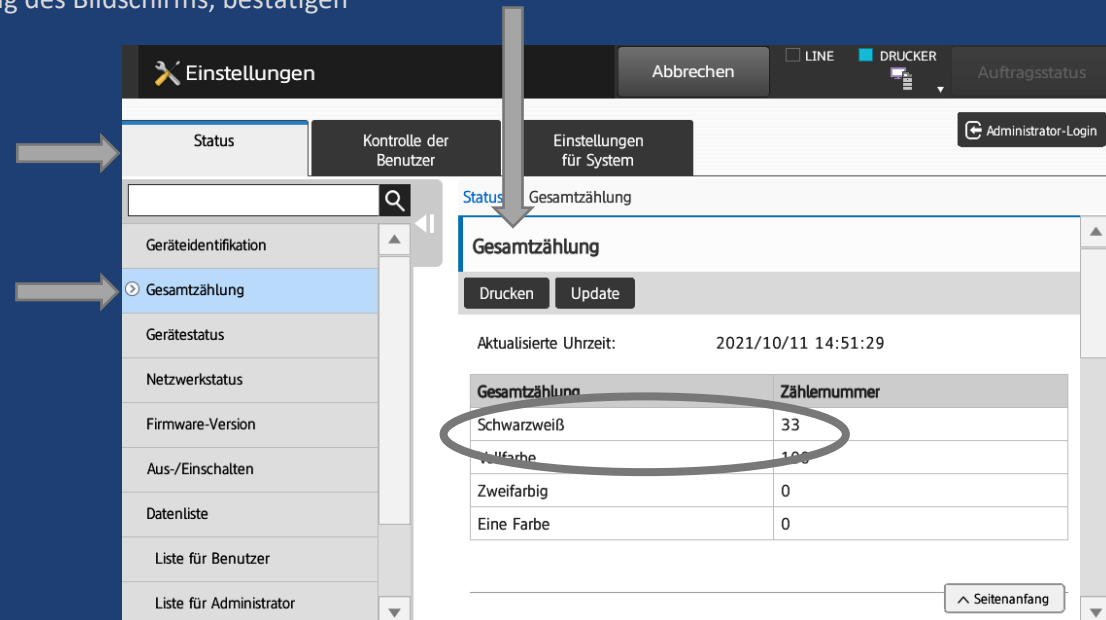 des Bildschirms, bestätigen
Einstellungen
Abbrechen
LINE
DRUCKER
Auftragsstatus
Status
Kontrolle der
Benutzer
Einstellungen
für System
Administrator-Login
Status
Gesamtzählung
Geräteidentifikation
Gesamtzählung
Gesamtzählung
Drucken
Update
Gerätestatus
Aktualisierte Uhrzeit:
2021/10/11 14:51:29
Netzwerkstatus
Gesamtzählung
Zählernummer
Firmware-Version
Schwarzweiß
33
Vollfarbe
Aus-/Einschalten
Zweifarbig
0
Datenliste
Eine Farbe
0
Liste für Benutzer
Liste für Administrator
Seitenanfang